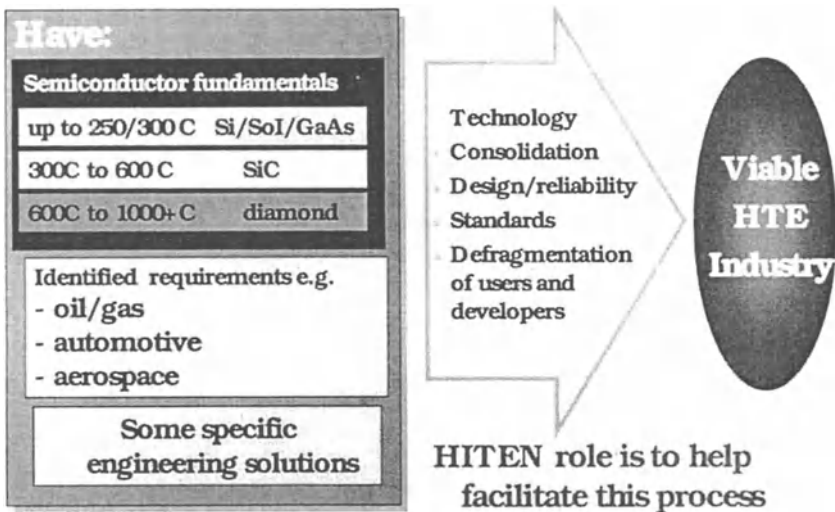 Have:
Semiconductor fundamentals
up to 250/300 C Si/SoI/GaAs
300C to 600 C SiC
600C to 1000+ C diamond
Identified requirements e.g.
- oil/gas
- automotive
- aerospace
Some specific
engineering solutions
Technology
Consolidation
Design/reliability
Standards
Defragmentation
of users and
developers
Viable
HTE
Industry
HITEN role is to help
facilitate this process